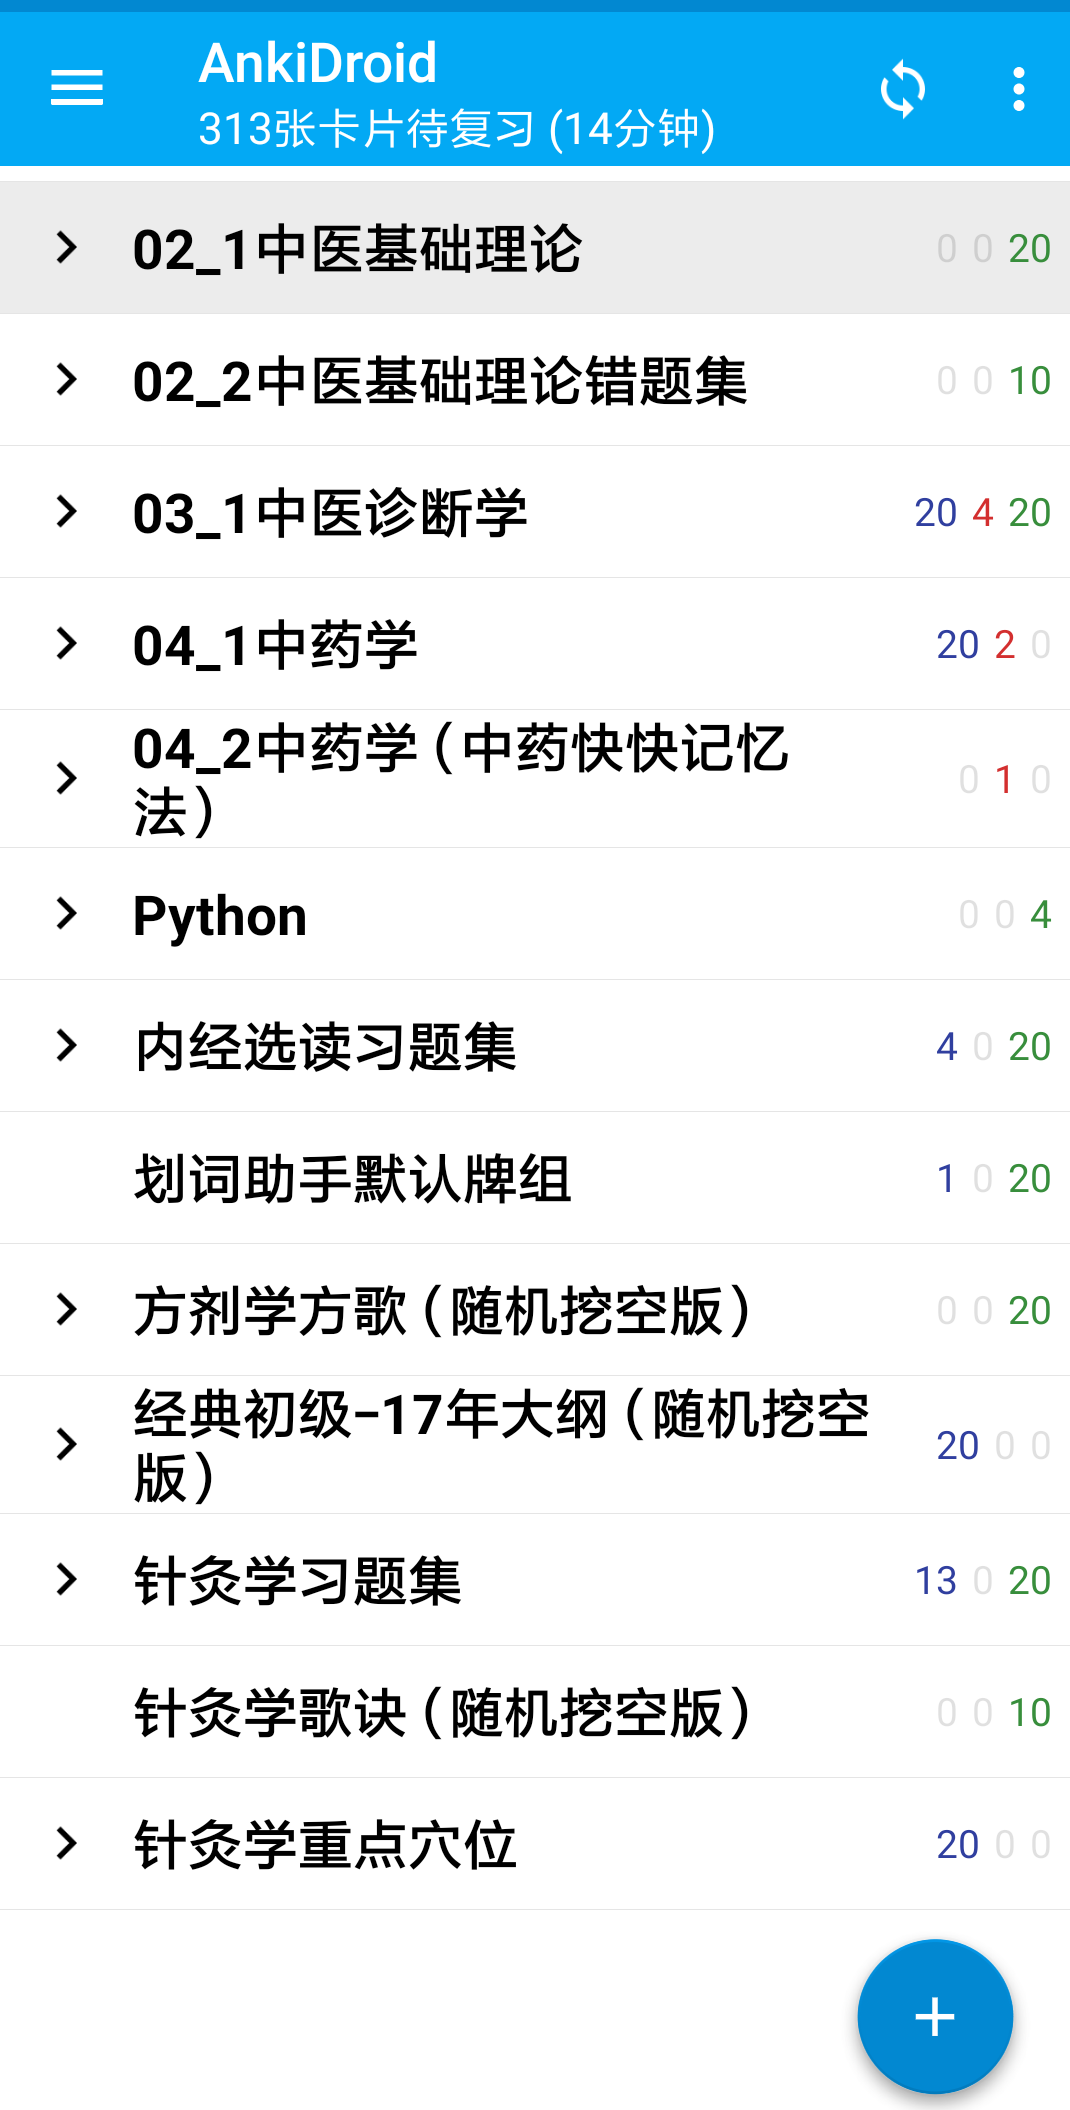 AnkiDroid
313张卡片待复习 (14分钟)
02_1中医基础理论 0 0 20
02_2中医基础理论错题集 0 0 10
03_1中医诊断学 20 4 20
04_1中药学 20 2 0
04_2中药学（中药快快记忆
法） 0 1 0
Python 0 0 4
内经选读习题集 4 0 20
划词助手默认牌组 1 0 20
方剂学方歌（随机挖空版） 0 0 20
经典初级-17年大纲（随机挖空
版） 20 0 0
针灸学习题集 13 0 20
针灸学歌诀（随机挖空版） 0 0 10
针灸学重点穴位 20 0 0